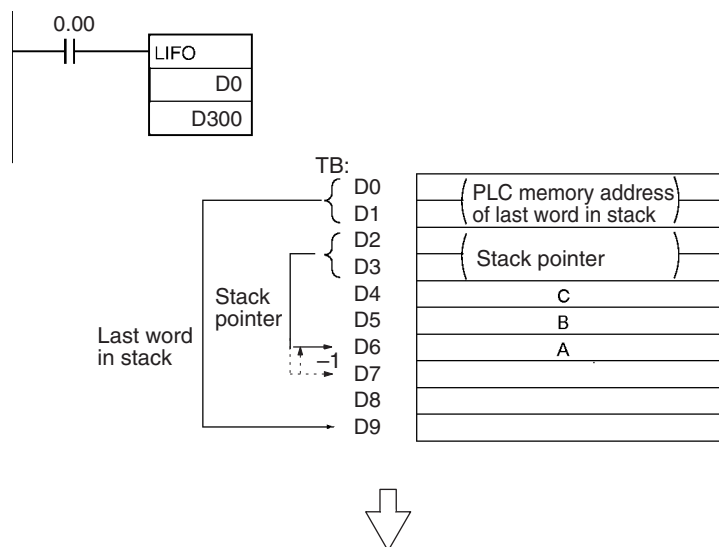 0.00
LIFO
D0
D300
TB:
D0
D1
D2
D3
D4
D5
D6
D7
D8
D9
(PLC memory address
of last word in stack)
(Stack pointer)
C
B
A
Stack
pointer
Last word
in stack
–1